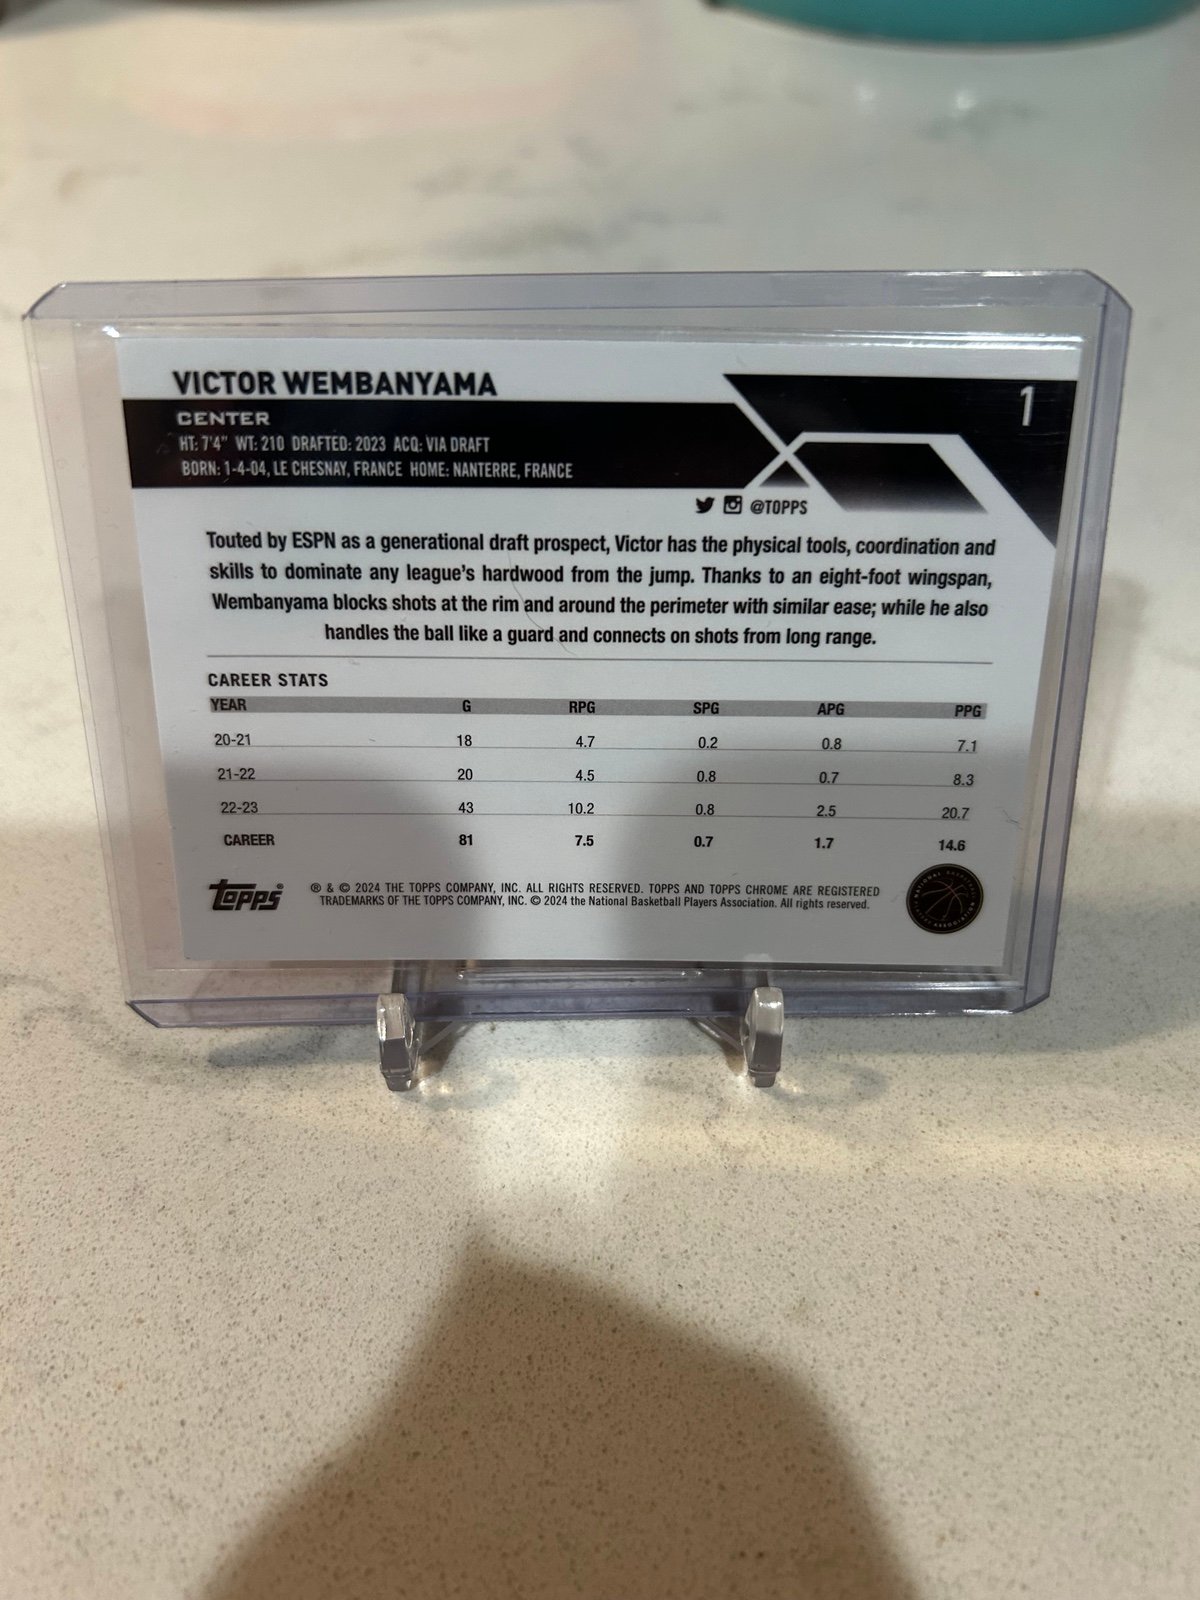 VICTOR WEMBANYAMA
1
CENTER
HT: 7'4" WT: 210 DRAFTED: 2023 ACQ: VIA DRAFT
BORN: 1-4-04, LE CHESNAY, FRANCE HOME: NANTERRE, FRANCE
@TOPPS
Touted by ESPN as a generational draft prospect, Victor has the physical tools, coordination and
skills to dominate any league's hardwood from the jump. Thanks to an eight-foot wingspan,
Wembanyama blocks shots at the rim and around the perimeter with similar ease; while he also
handles the ball like a guard and connects on shots from long range.
CAREER STATS
YEAR G RPG SPG APG PPG
20-21 18 4.7 0.2 0.8 7.1
21-22 20 4.5 0.8 0.7 8.3
22-23 43 10.2 0.8 2.5 20.7
CAREER 81 7.5 0.7 1.7 14.6
topps®
® & © 2024 THE TOPPS COMPANY, INC. ALL RIGHTS RESERVED. TOPPS AND TOPPS CHROME ARE REGISTERED
TRADEMARKS OF THE TOPPS COMPANY, INC. © 2024 the National Basketball Players Association. All rights reserved.